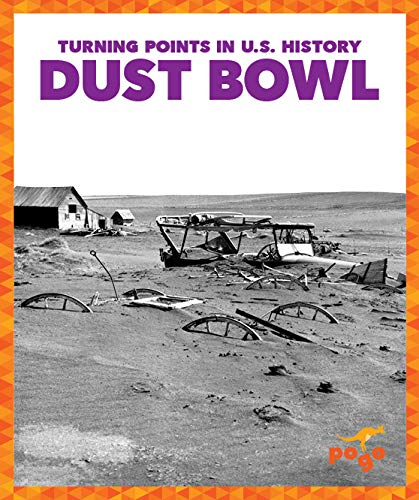 TURNING POINTS IN U.S. HISTORY
DUST BOWL
pogo